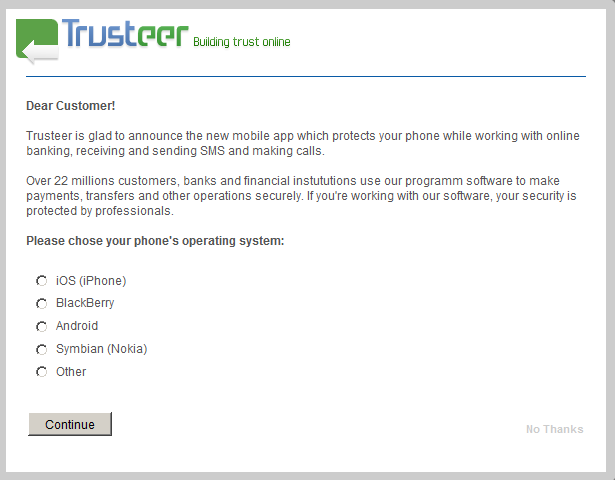 Trusteer Building trust online
Dear Customer!
Trusteer is glad to announce the new mobile app which protects your phone while working with online
banking, receiving and sending SMS and making calls.
Over 22 millions customers, banks and financial instutions use our programm software to make
payments, transfers and other operations securely. If you're working with our software, your security is
protected by professionals.
Please chose your phone's operating system:
iOS (iPhone)
BlackBerry
Android
Symbian (Nokia)
Other
Continue
No Thanks